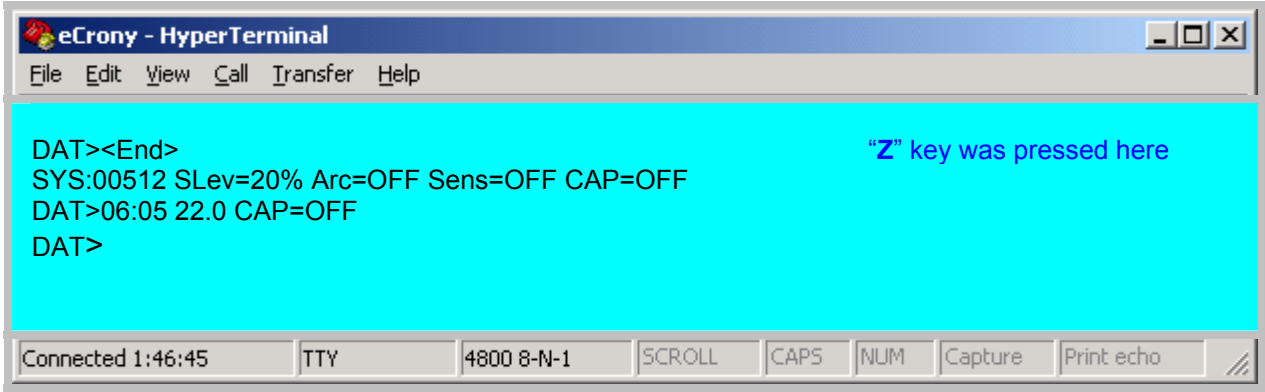 eCrony - HyperTerminal
File Edit View Call Transfer Help
DAT><End> “Z” key was pressed here
SYS:00512 SLev=20% Arc=OFF Sens=OFF CAP=OFF
DAT>06:05 22.0 CAP=OFF
DAT>
Connected 1:46:45 TTY 4800 8-N-1 SCROLL CAPS NUM Capture Print echo